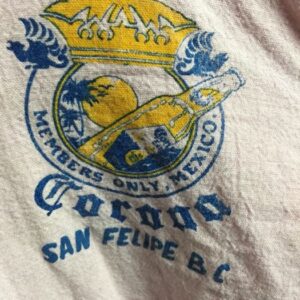 MEMBERS ONLY. MEXICO.
Corona
SAN FELIPE B C